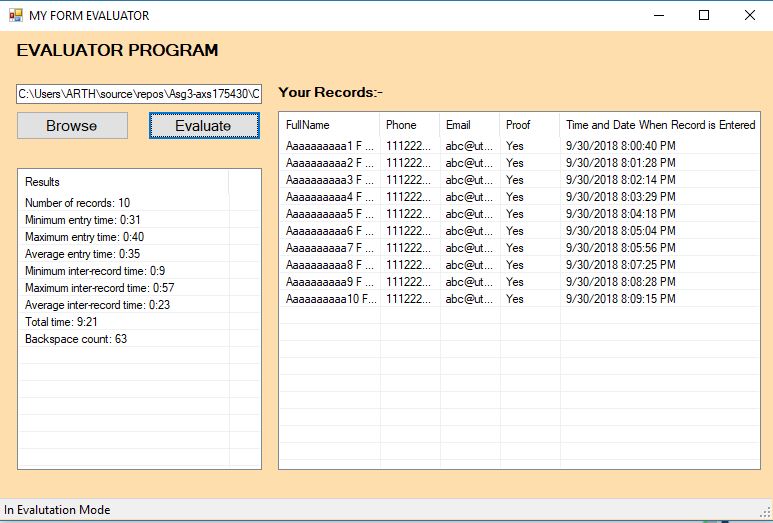 MY FORM EVALUATOR
EVALUATOR PROGRAM
C:\Users\ARTH\source\repos\Asg3-axs175430\C
Browse Evaluate
Results
Number of records: 10
Minimum entry time: 0:31
Maximum entry time: 0:40
Average entry time: 0:35
Minimum inter-record time: 0:9
Maximum inter-record time: 0:57
Average inter-record time: 0:23
Total time: 9:21
Backspace count: 63
Your Records:-
FullName Phone Email Proof Time and Date When Record is Entered
Aaaaaaaaaa1 F ... 111222... abc@ut... Yes 9/30/2018 8:00:40 PM
Aaaaaaaaaa2 F ... 111222... abc@ut... Yes 9/30/2018 8:01:28 PM
Aaaaaaaaaa3 F ... 111222... abc@ut... Yes 9/30/2018 8:02:14 PM
Aaaaaaaaaa4 F ... 111222... abc@ut... Yes 9/30/2018 8:03:29 PM
Aaaaaaaaaa5 F ... 111222... abc@ut... Yes 9/30/2018 8:04:18 PM
Aaaaaaaaaa6 F ... 111222... abc@ut... Yes 9/30/2018 8:05:04 PM
Aaaaaaaaaa7 F ... 111222... abc@ut... Yes 9/30/2018 8:05:56 PM
Aaaaaaaaaa8 F ... 111222... abc@ut... Yes 9/30/2018 8:07:25 PM
Aaaaaaaaaa9 F ... 111222... abc@ut... Yes 9/30/2018 8:08:28 PM
Aaaaaaaaaa10 F... 111222... abc@ut... Yes 9/30/2018 8:09:15 PM
In Evalutation Mode